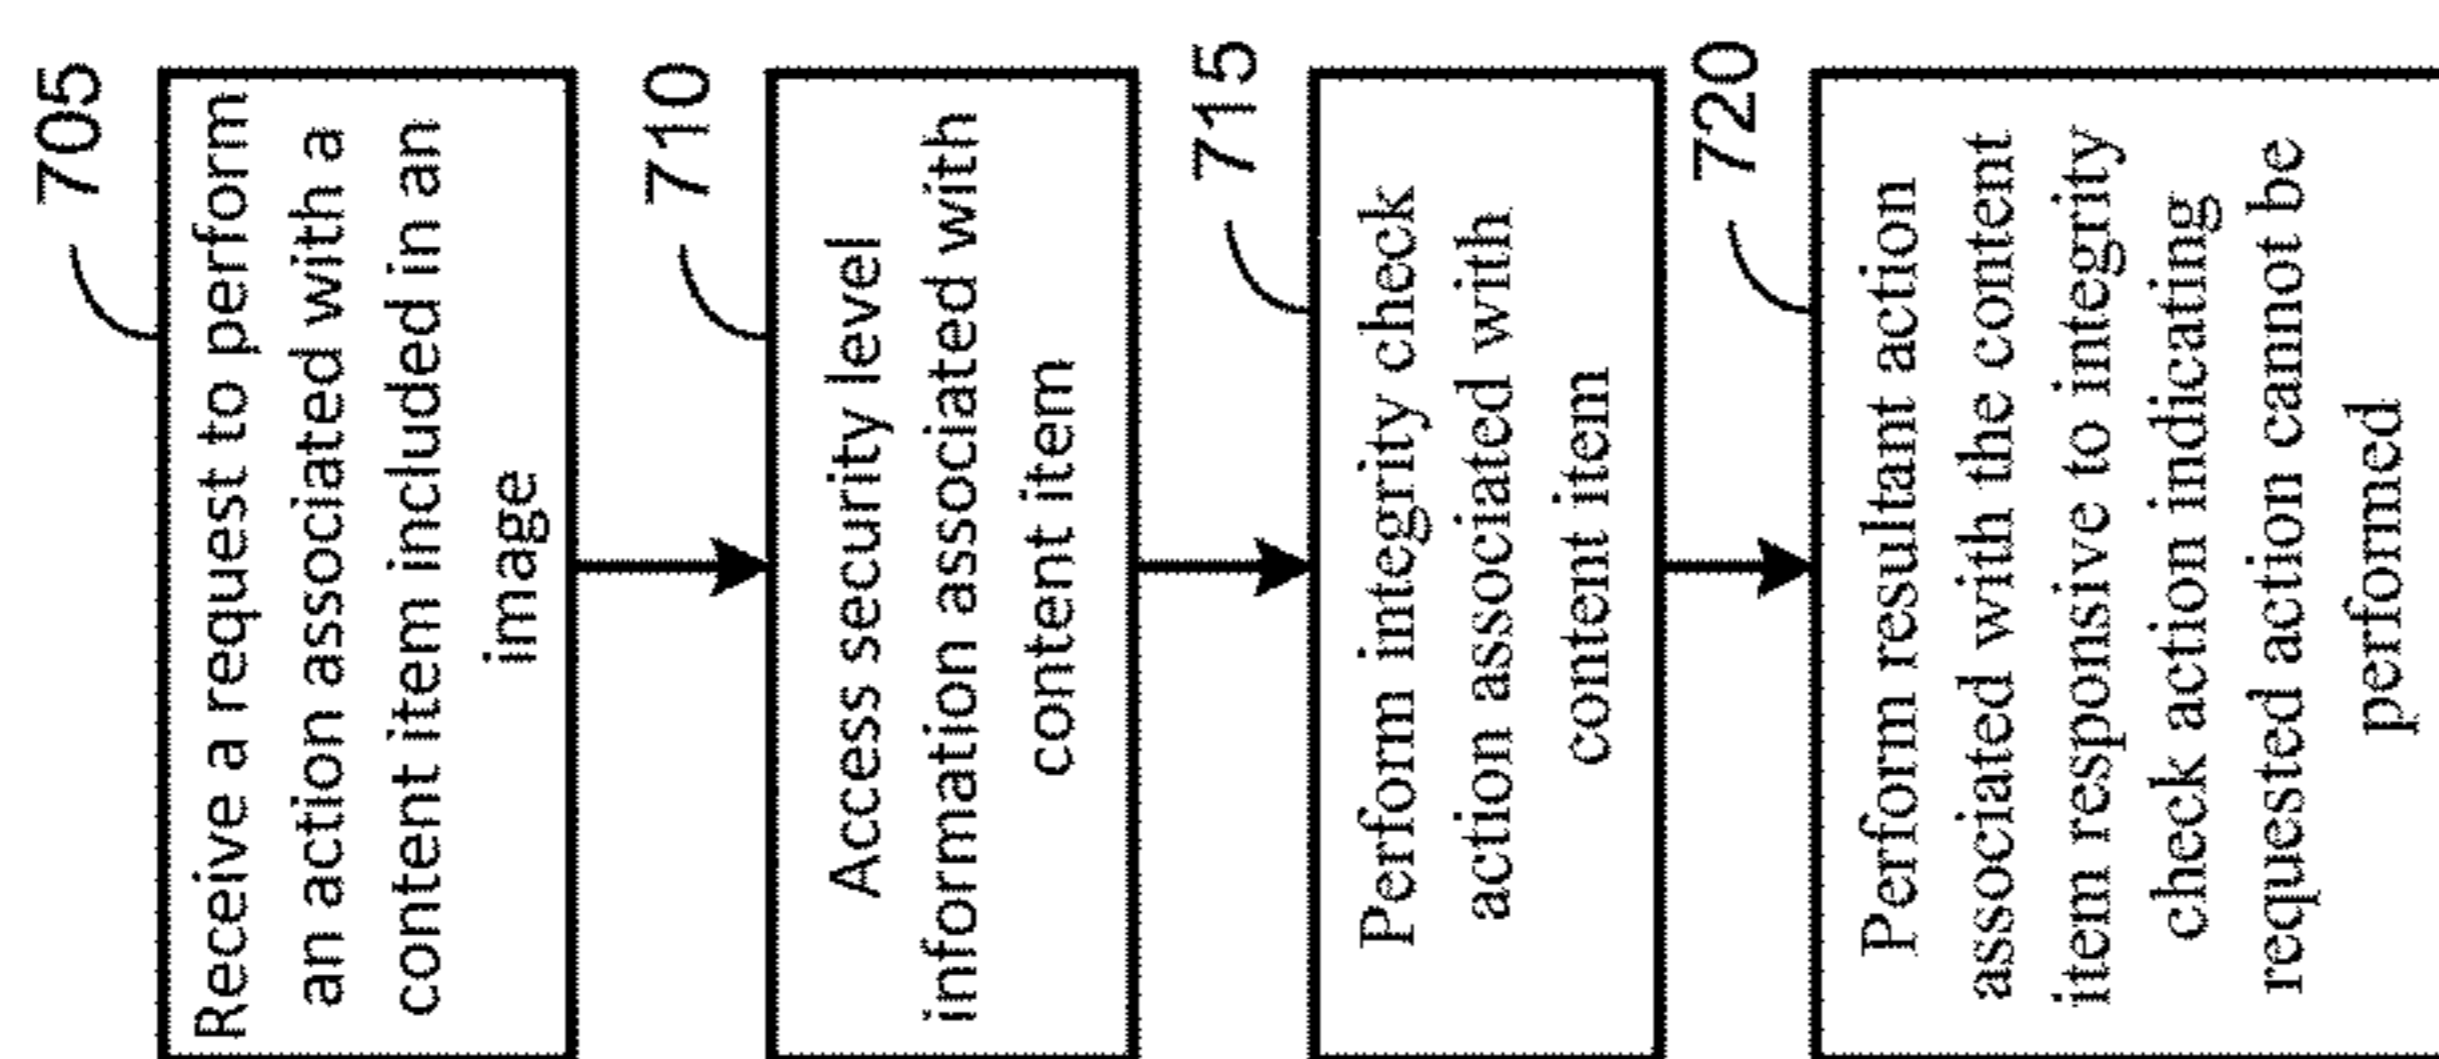 705
Receive a request to perform
an action associated with a
content item included in an
image
710
Access security level
information associated with
content item
715
Perform integrity check
action associated with
content item
720
Perform resultant action
associated with the content
item responsive to integrity
check action indicating
requested action cannot be
performed